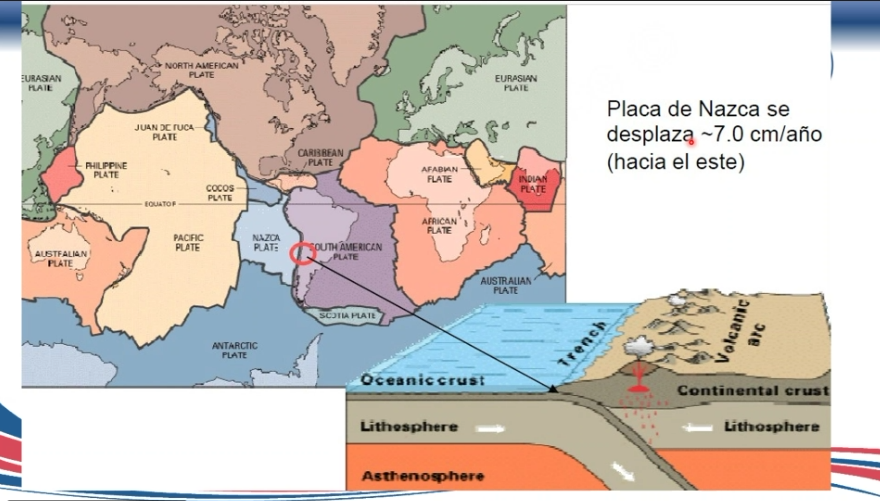 NORTH AMERICAN
PLATE
EURASIAN
PLATE
EURASIAN
PLATE
JUAN DE FUCA
PLATE
PHILIPPINE
PLATE
CARIBBEAN
PLATE
ARABIAN
PLATE
INDIAN
PLATE
COCOS
PLATE
EQUATOR
PACIFIC
PLATE
NAZCA
PLATE
SOUTH AMERICAN
PLATE
AFRICAN
PLATE
AUSTRALIAN
PLATE
AUSTRALIAN
PLATE
SCOTIA PLATE
ANTARCTIC
PLATE
Placa de Nazca se
desplaza ~7.0 cm/año
(hacia el este)
Trench
Volcanic
arc
Oceanic crust
Continental crust
Lithosphere
Lithosphere
Asthenosphere